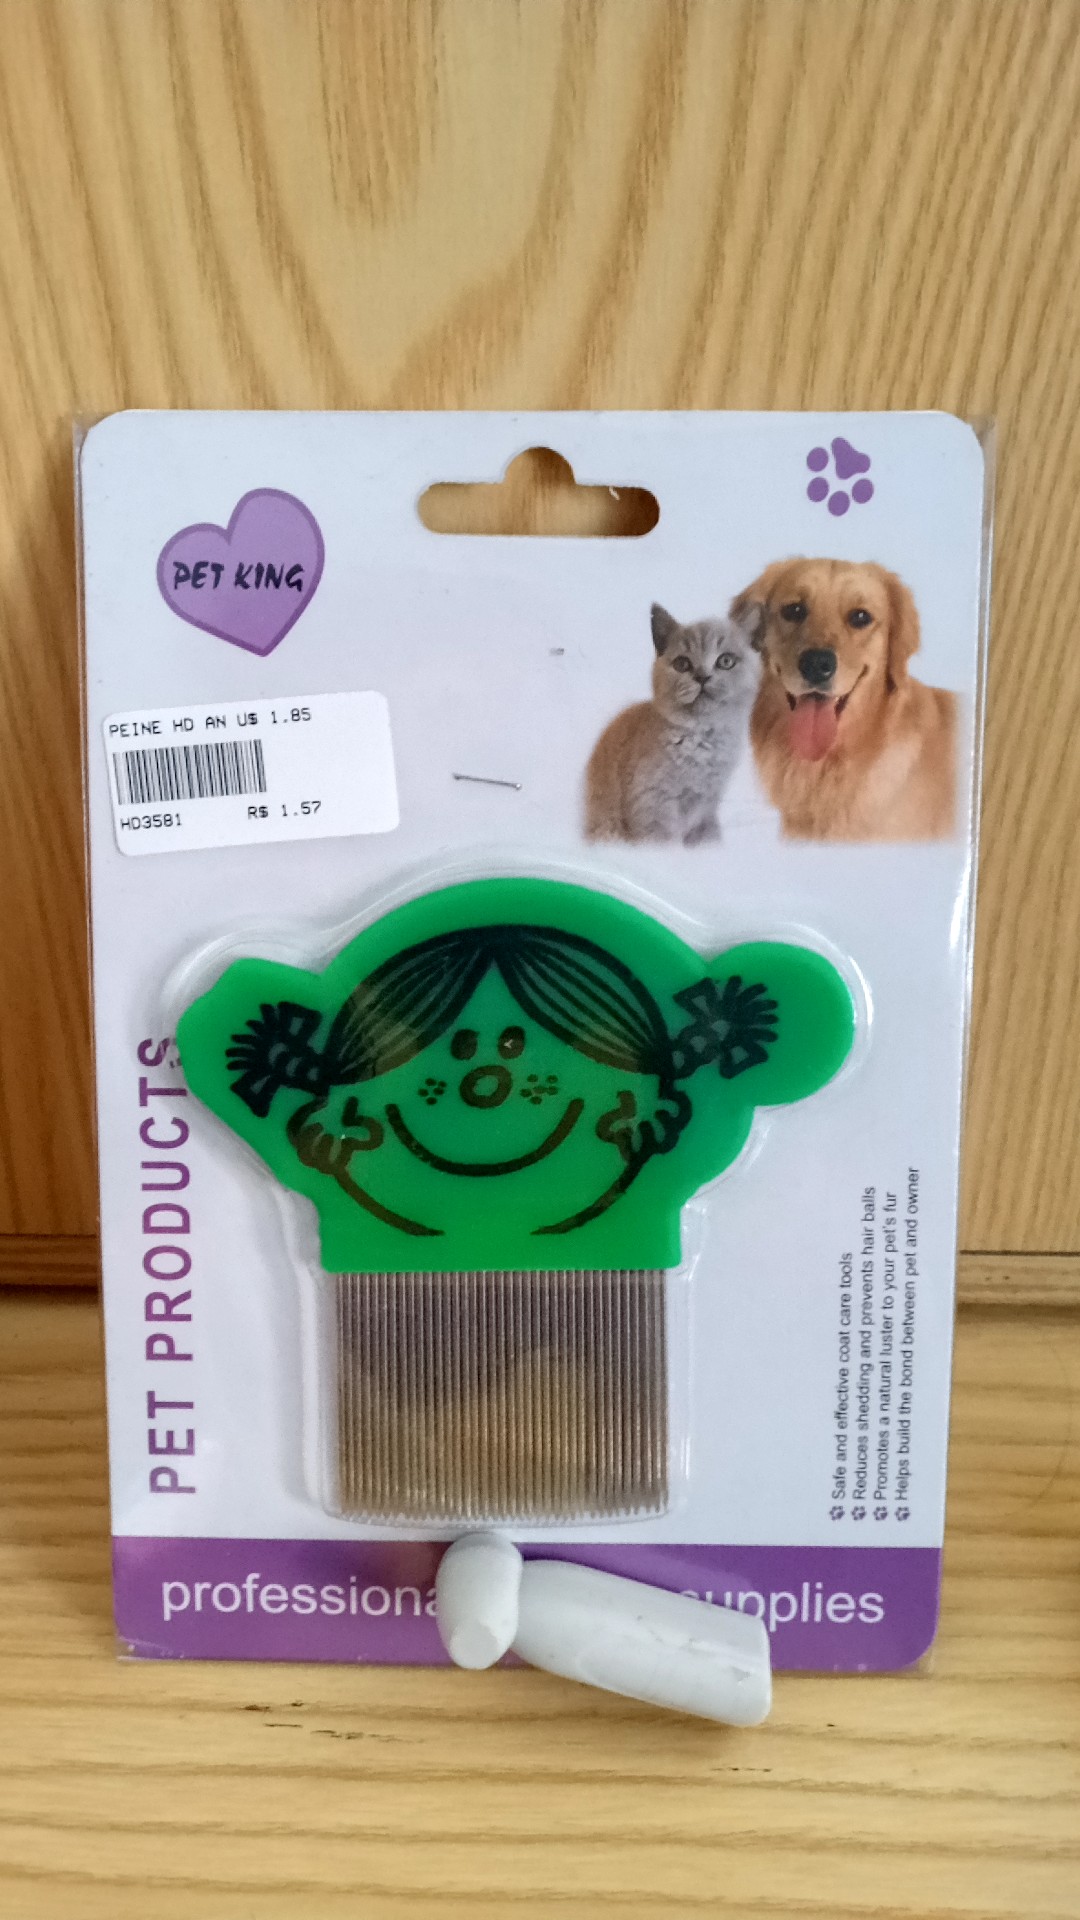 PET KING
PEINE HD AN U$ 1.85
HD3581 R$ 1.57
PET PRODUCTS
Safe and effective coat care tools
Reduces shedding and prevents hair balls
Promotes a natural luster to your pet's fur
Helps build the bond between pet and owner
supplies